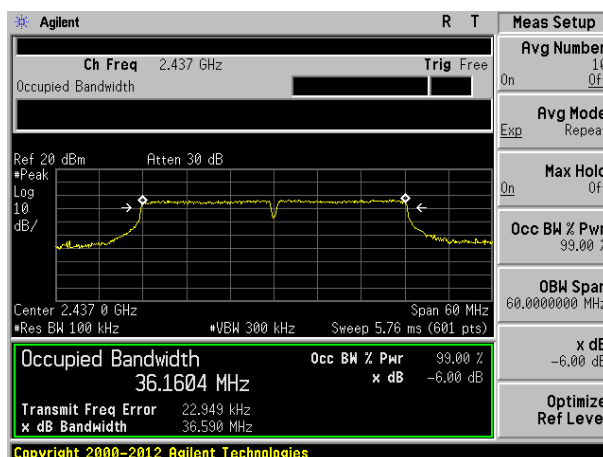 Agilent R T Meas Setup
Avg Number
10
On Off
Ch Freq 2.437 GHz Trig Free
Occupied Bandwidth
Avg Mode
Exp Repeat
Ref 20 dBm Atten 30 dB
#Peak
Log
10
dB/
Max Hold
On Off
Occ BW % Pwr
99.00 %
OBW Span
60.0000000 MHz
Center 2.437 0 GHz Span 60 MHz
#Res BW 100 kHz #VBW 300 kHz Sweep 5.76 ms (601 pts)
x dB
-6.00 dB
Occupied Bandwidth Occ BW % Pwr 99.00 %
36.1604 MHz x dB -6.00 dB
Transmit Freq Error 22.949 kHz
x dB Bandwidth 36.590 MHz
Optimize
Ref Level
Copyright 2000-2012 Agilent Technologies